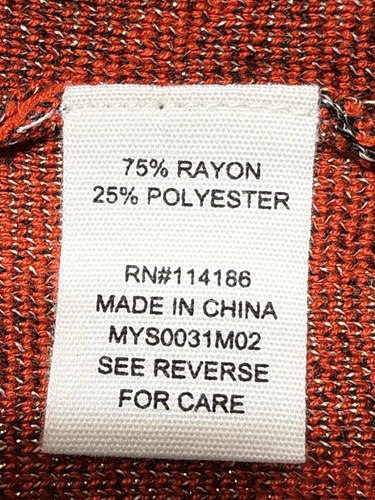 75% RAYON
25% POLYESTER
RN#114186
MADE IN CHINA
MYS0031M02
SEE REVERSE
FOR CARE